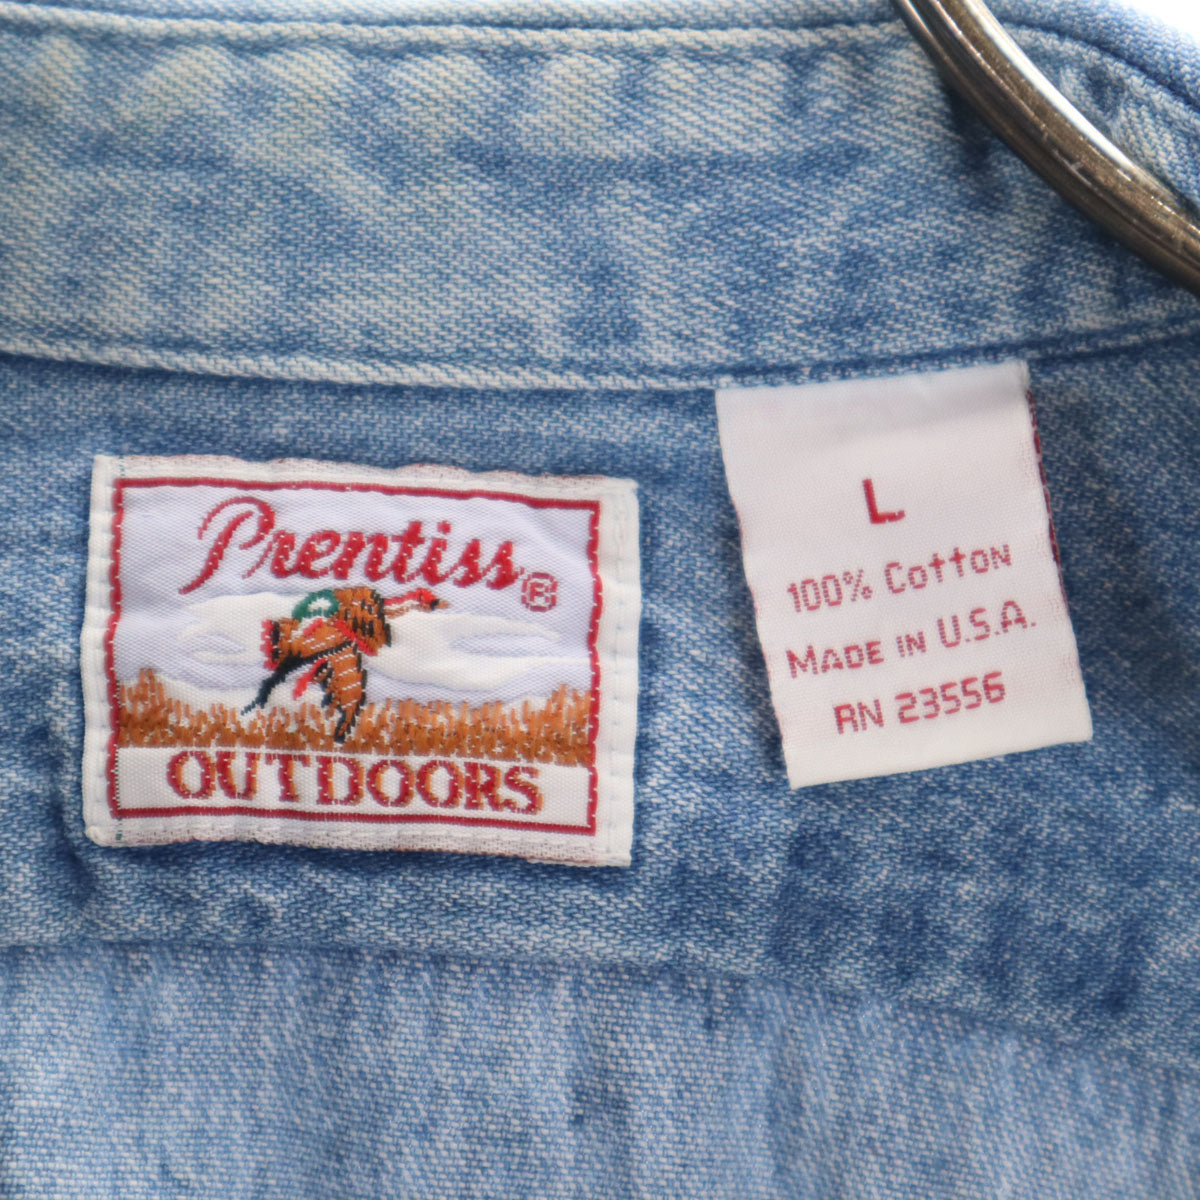 Prentiss®
OUTDOORS
L
100% COTTON
MADE IN U.S.A.
RN 23556